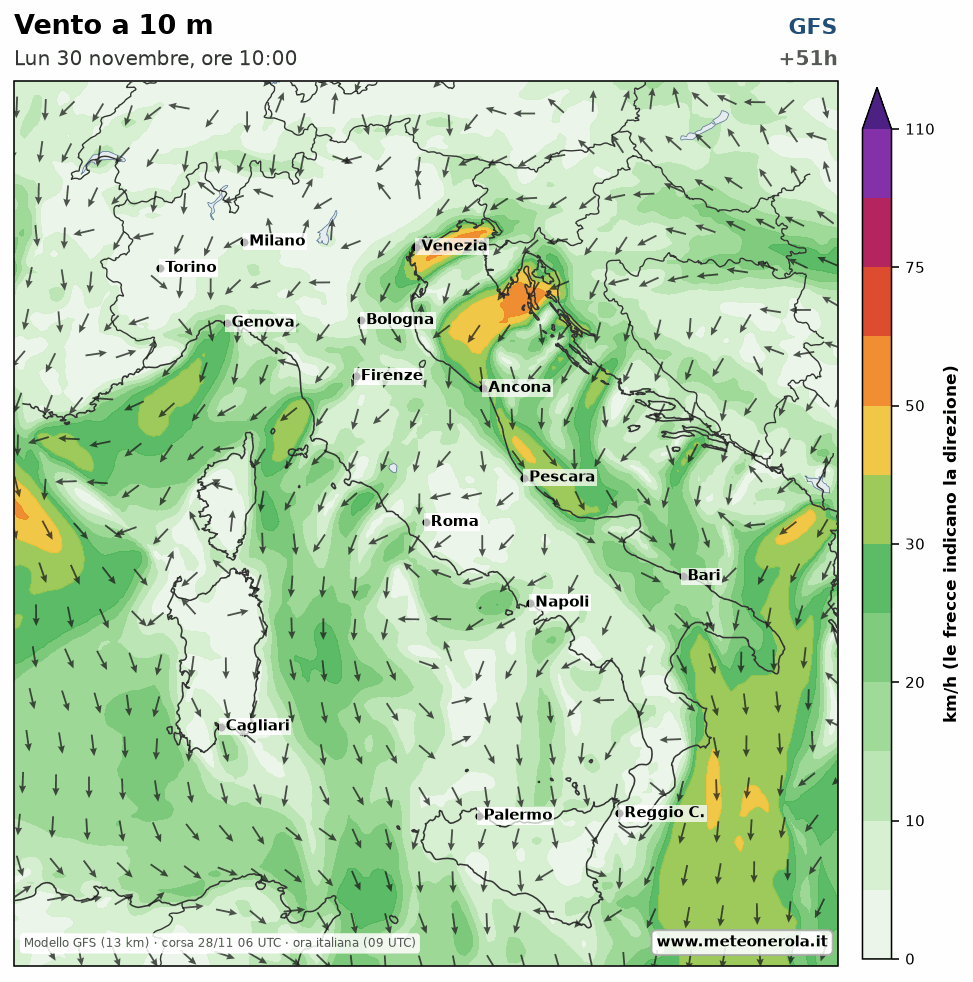 Vento a 10 m
GFS
Lun 30 novembre, ore 10:00
+51h
110
Venezia
Milano
Torino
75
Bologna
Genova
Firenze
Ancona
50
Pescara
Roma
30
Bari
Napoli
20
Cagliari
Palermo
Reggio C.
10
0
km/h (le frecce indicano la direzione)
Modello GFS (13 km) · corsa 28/11 06 UTC · ora italiana (09 UTC)
www.meteonerola.it